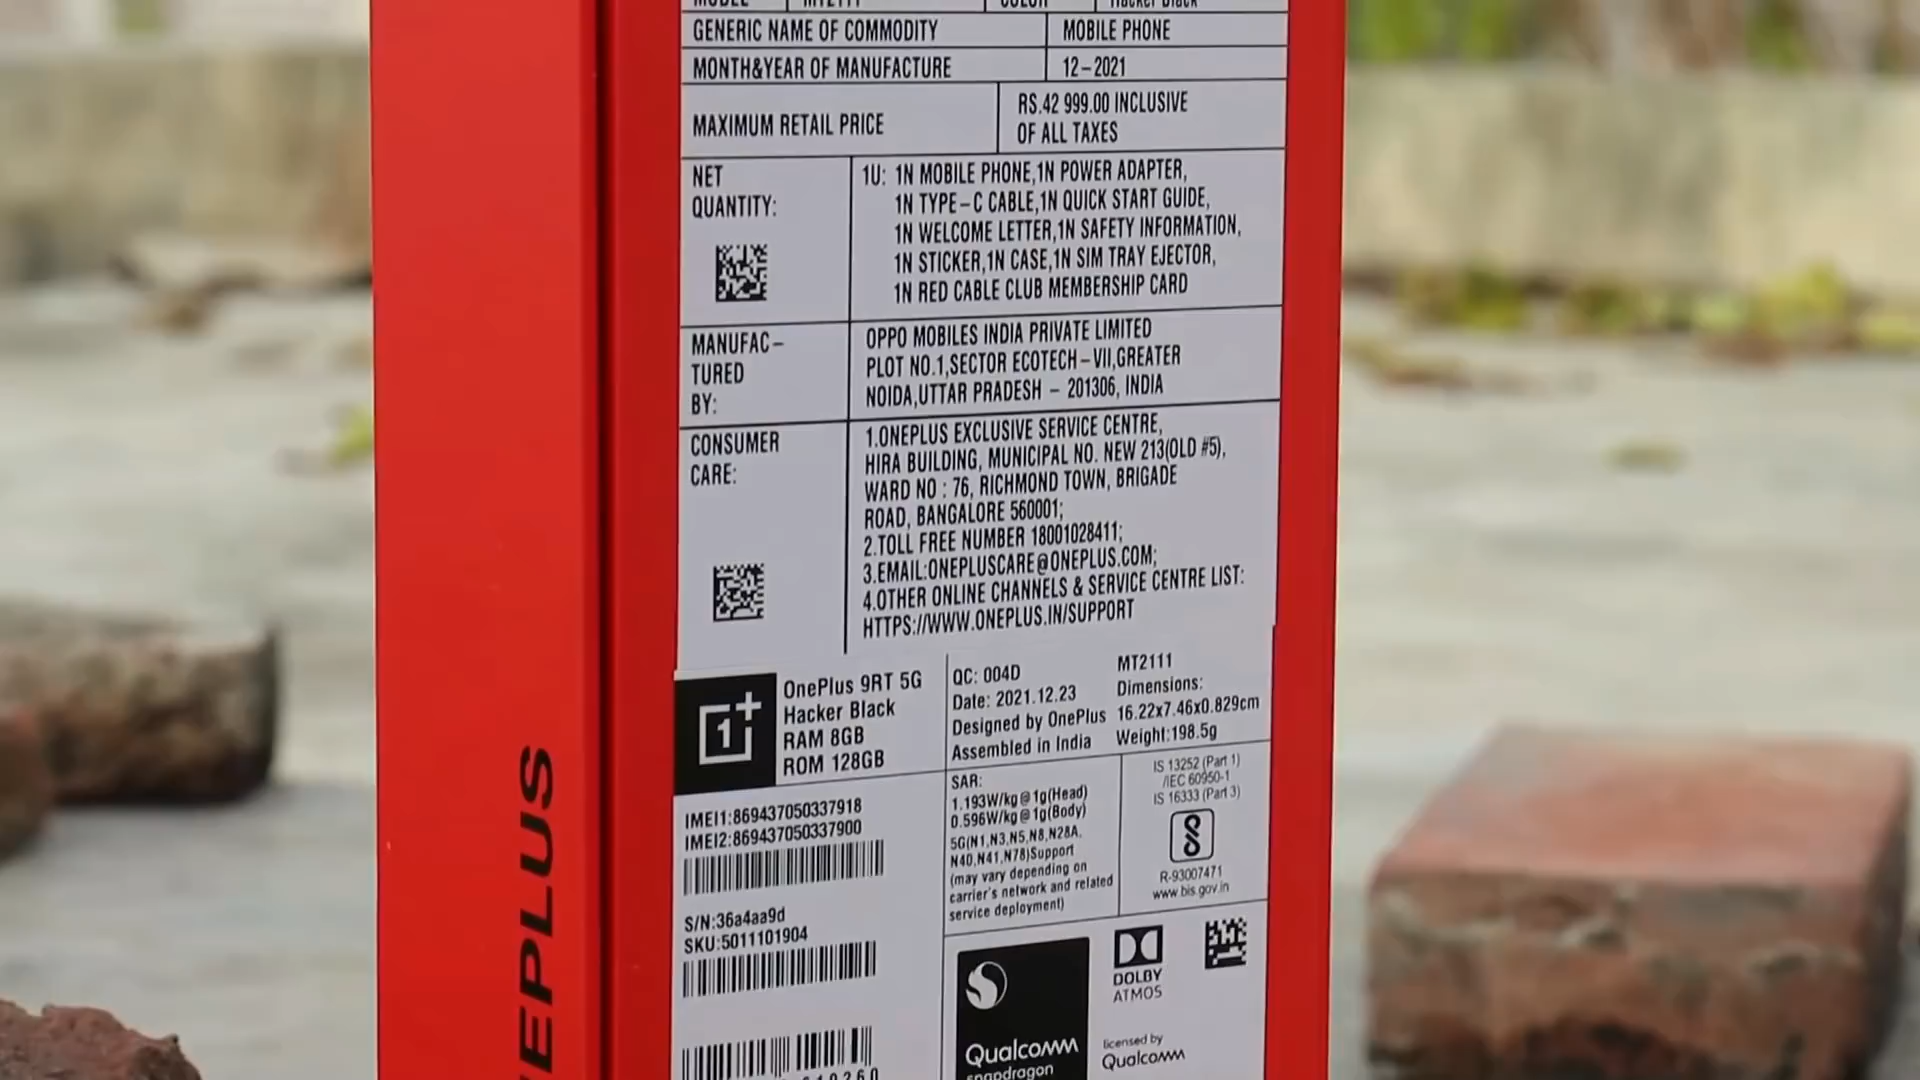 MODEL MT2111 COLOR Hacker Black
GENERIC NAME OF COMMODITY MOBILE PHONE
MONTH&YEAR OF MANUFACTURE 12-2021
MAXIMUM RETAIL PRICE
RS.42 999.00 INCLUSIVE
OF ALL TAXES
NET
QUANTITY:
1U: 1N MOBILE PHONE,1N POWER ADAPTER,
1N TYPE-C CABLE,1N QUICK START GUIDE,
1N WELCOME LETTER,1N SAFETY INFORMATION,
1N STICKER,1N CASE,1N SIM TRAY EJECTOR,
1N RED CABLE CLUB MEMBERSHIP CARD
MANUFAC-
TURED
BY:
OPPO MOBILES INDIA PRIVATE LIMITED
PLOT NO.1,SECTOR ECOTECH-VII,GREATER
NOIDA,UTTAR PRADESH - 201306, INDIA
CONSUMER
CARE:
1.ONEPLUS EXCLUSIVE SERVICE CENTRE,
HIRA BUILDING, MUNICIPAL NO. NEW 213(OLD #5),
WARD NO : 76, RICHMOND TOWN, BRIGADE
ROAD, BANGALORE 560001;
2.TOLL FREE NUMBER 18001028411;
3.EMAIL:ONEPLUSCARE@ONEPLUS.COM;
4.OTHER ONLINE CHANNELS & SERVICE CENTRE LIST:
HTTPS://WWW.ONEPLUS.IN/SUPPORT
OnePlus 9RT 5G
Hacker Black
RAM 8GB
ROM 128GB
QC: 004D
Date: 2021.12.23
Designed by OnePlus
Assembled in India
MT2111
Dimensions:
16.22x7.46x0.829cm
Weight:198.5g
IMEI1:869437050337918
IMEI2:869437050337900
S/N:36a4aa9d
SKU:5011101904
SAR:
1.193W/kg@1g(Head)
0.596W/kg@1g(Body)
5G(N1,N3,N5,N8,N28A,
N40,N41,N78)Support
(may vary depending on
carrier's network and related
service deployment)
IS 13252 (Part 1)
/IEC 60950-1
IS 16333 (Part 3)
R-93007471
www.bis.gov.in
DOLBY
ATMOS
Qualcomm
snapdragon
licensed by
Qualcomm
NEPLUS